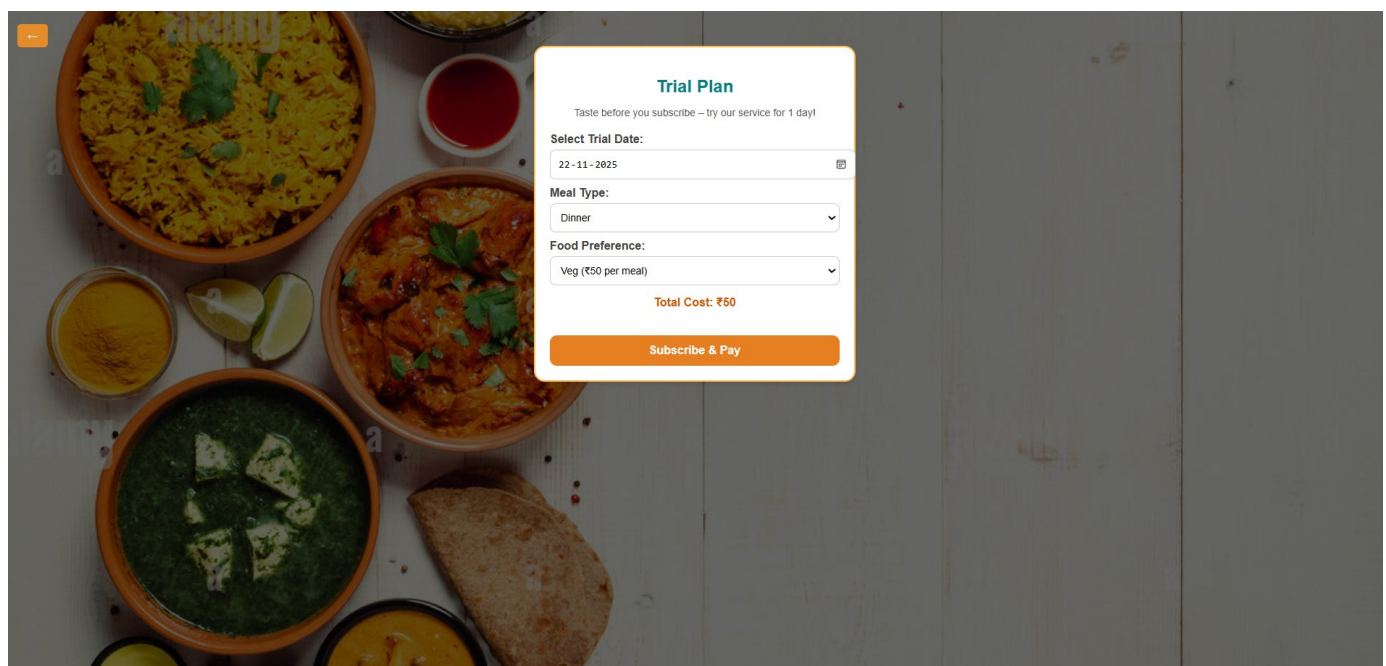 alamy
←
Trial Plan
Taste before you subscribe – try our service for 1 day!
Select Trial Date:
22-11-2025
Meal Type:
Dinner
Food Preference:
Veg (₹50 per meal)
Total Cost: ₹50
Subscribe & Pay
a
a
a
a
a
a